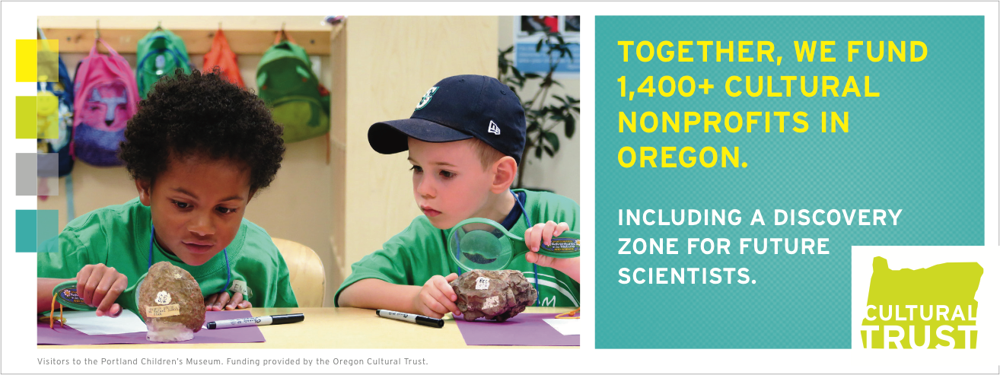 TOGETHER, WE FUND
1,400+ CULTURAL
NONPROFITS IN
OREGON.
INCLUDING A DISCOVERY
ZONE FOR FUTURE
SCIENTISTS.
CULTURAL
TRUST
Visitors to the Portland Children's Museum. Funding provided by the Oregon Cultural Trust.